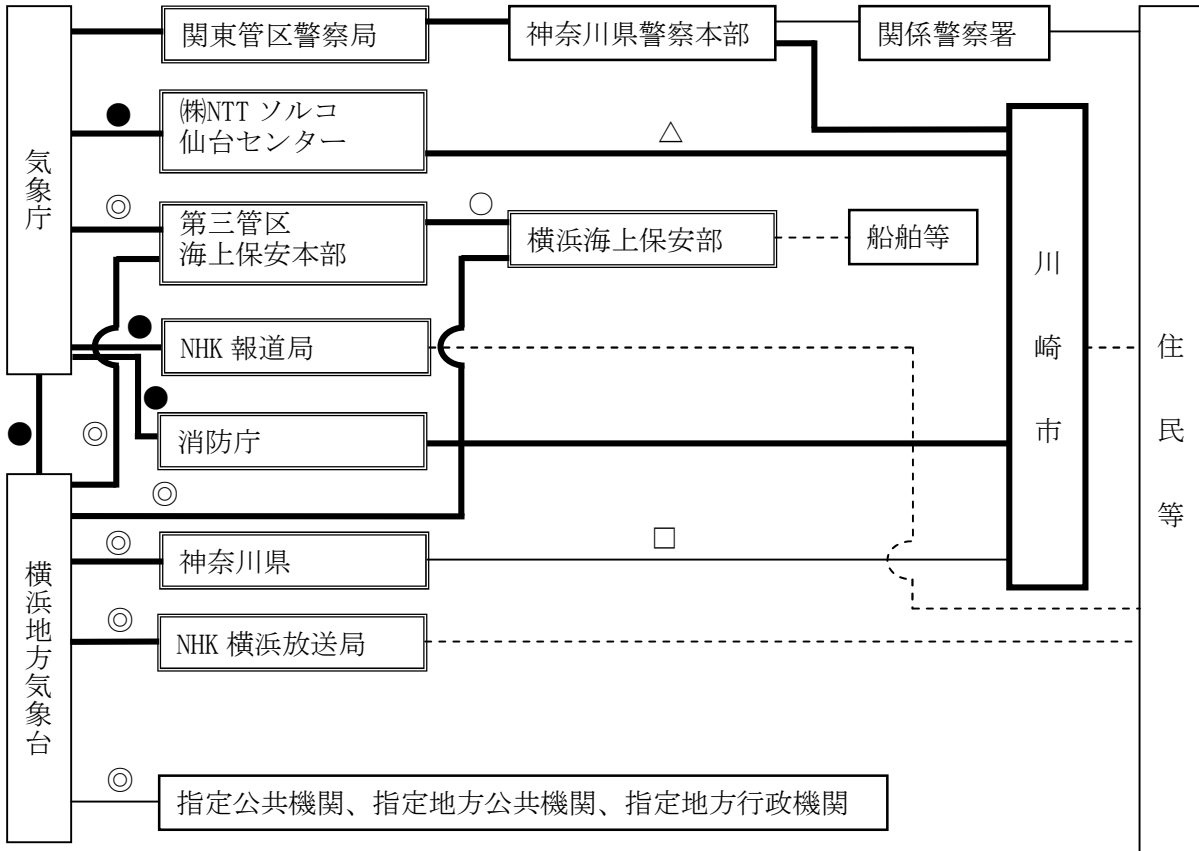 関東管区警察局
神奈川県警察本部
関係警察署
●
㈱NTT ソルコ
仙台センター
△
気象庁
◎
第三管区
海上保安本部
○
横浜海上保安部
船舶等
川崎市
住民等
●
NHK 報道局
●
消防庁
●
◎
◎
◎
神奈川県
□
横浜地方気象台
◎
NHK 横浜放送局
◎
指定公共機関、指定地方公共機関、指定地方行政機関